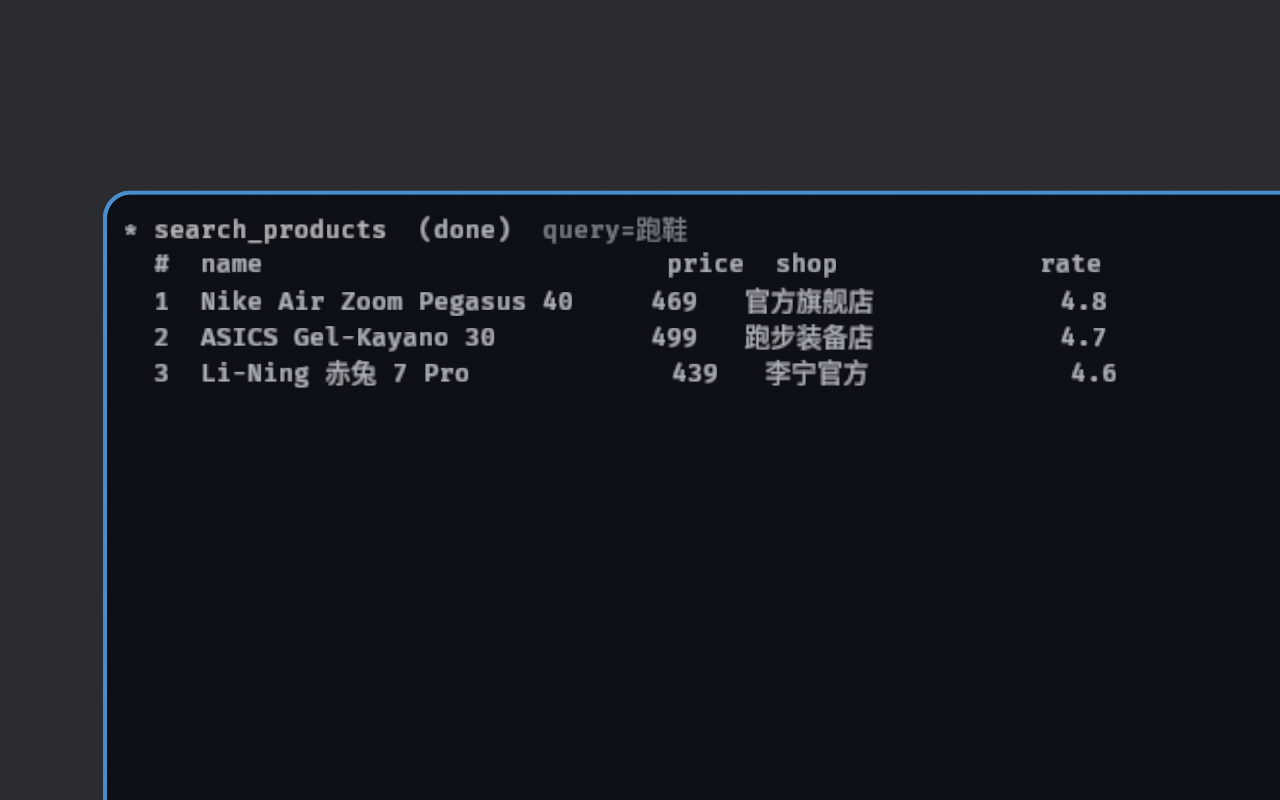 * search_products (done) query=跑鞋
# name price shop rate
1 Nike Air Zoom Pegasus 40 469 官方旗舰店 4.8
2 ASICS Gel-Kayano 30 499 跑步装备店 4.7
3 Li-Ning 赤兔 7 Pro 439 李宁官方 4.6